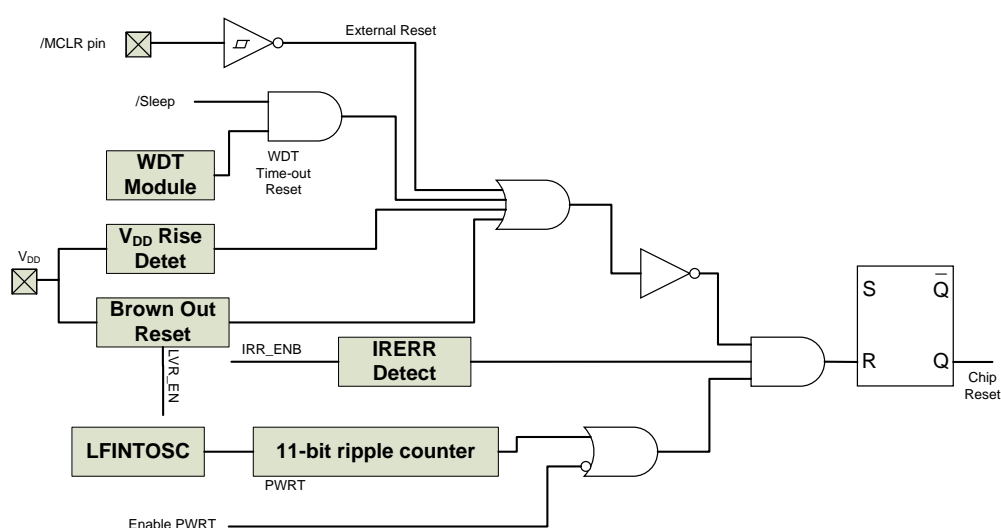 /MCLR pin
External Reset
/Sleep
WDT
Module
WDT
Time-out
Reset
VDD
VDD Rise
Detet
Brown Out
Reset
LVR_EN
IRR_ENB
IRERR
Detect
S
Q
R
Q
Chip
Reset
LFINTOSC
11-bit ripple counter
PWRT
Enable PWRT